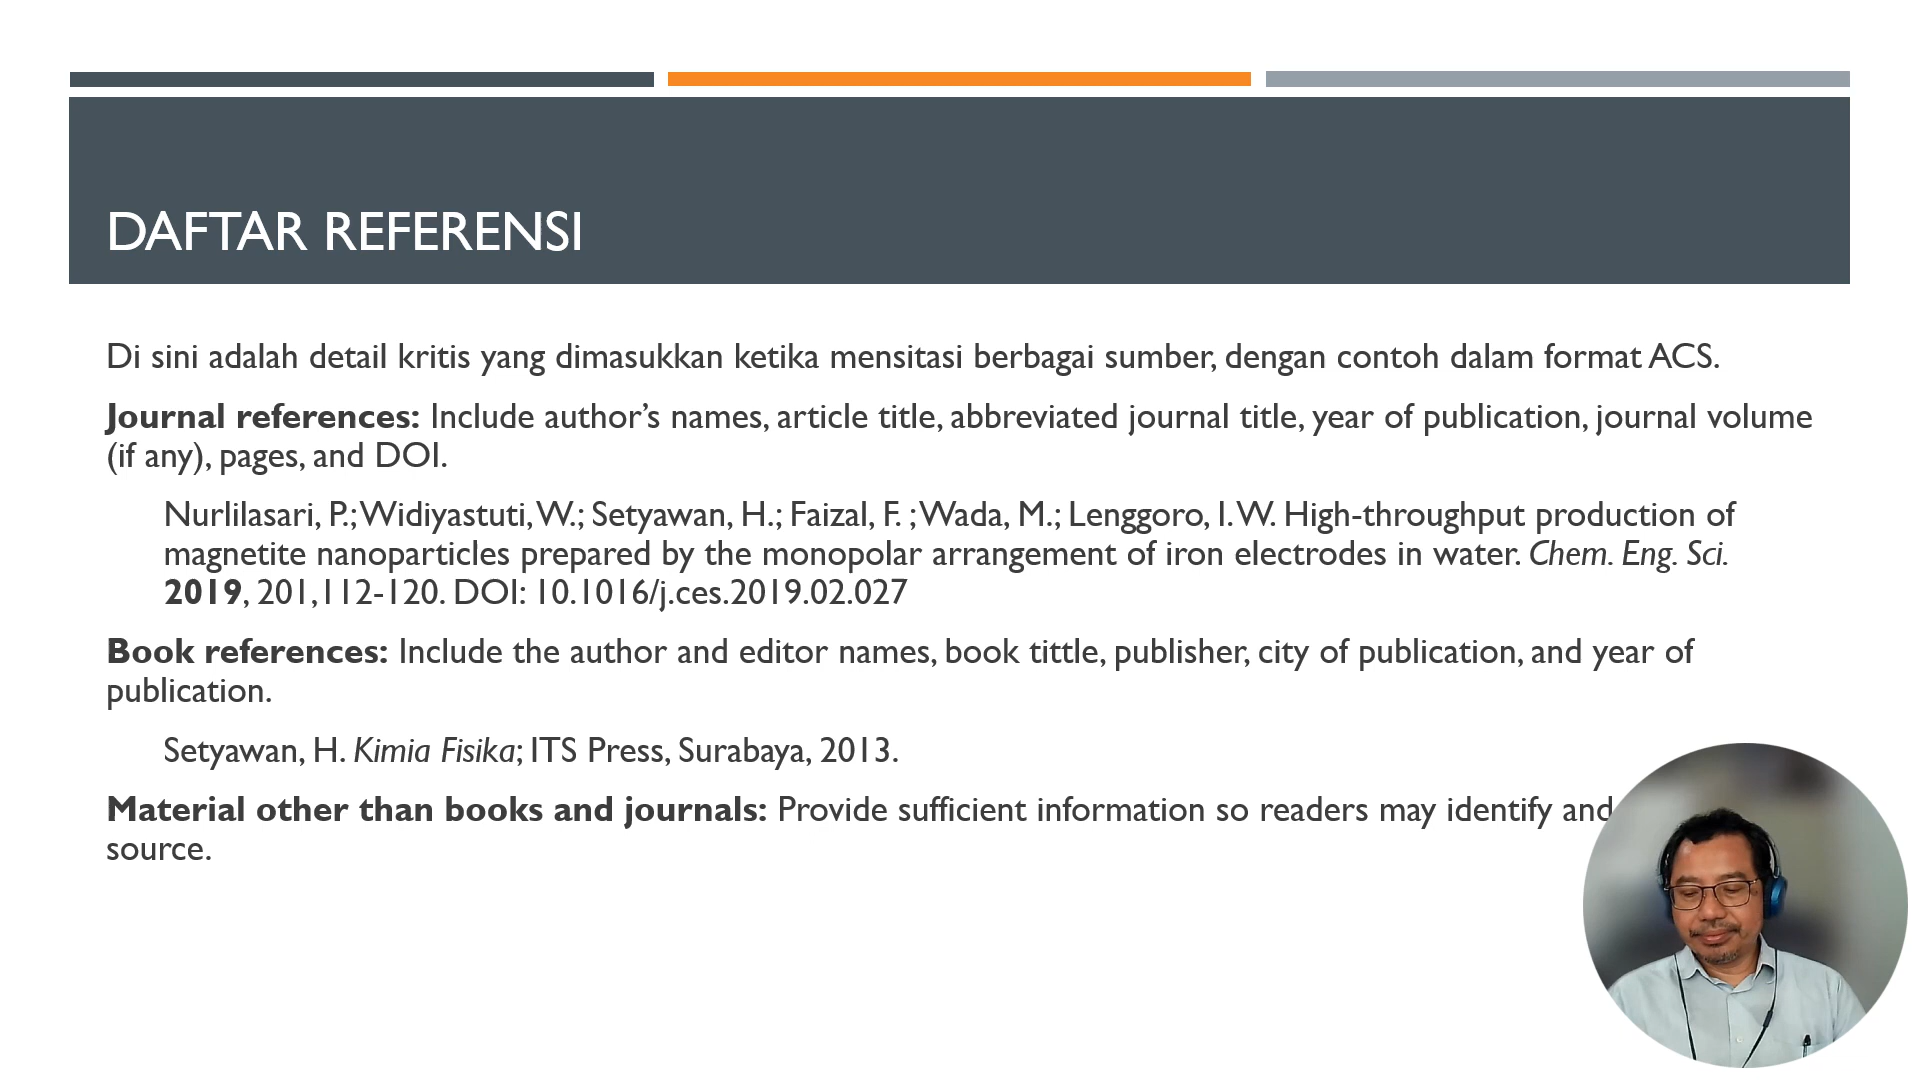 DAFTAR REFERENSI
Di sini adalah detail kritis yang dimasukkan ketika mensitasi berbagai sumber, dengan contoh dalam format ACS.
Journal references: Include author’s names, article title, abbreviated journal title, year of publication, journal volume
(if any), pages, and DOI.
Nurlilasari, P.; Widiyastuti, W.; Setyawan, H.; Faizal, F. ; Wada, M.; Lenggoro, I. W. High-throughput production of
magnetite nanoparticles prepared by the monopolar arrangement of iron electrodes in water. Chem. Eng. Sci.
2019, 201,112-120. DOI: 10.1016/j.ces.2019.02.027
Book references: Include the author and editor names, book tittle, publisher, city of publication, and year of
publication.
Setyawan, H. Kimia Fisika; ITS Press, Surabaya, 2013.
Material other than books and journals: Provide sufficient information so readers may identify and
source.